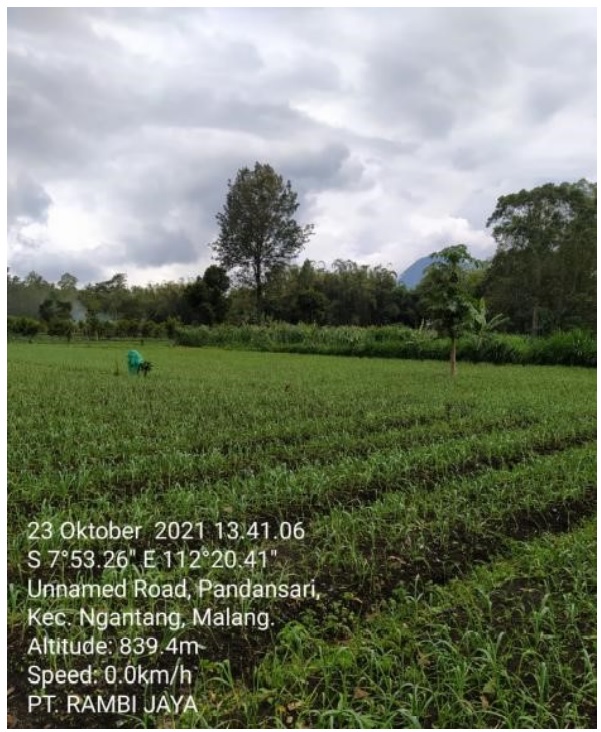 23 Oktober 2021 13.41.06
S 7°53.26" E 112°20.41"
Unnamed Road, Pandansari,
Kec. Ngantang, Malang.
Altitude: 839.4m
Speed: 0.0km/h
PT. RAMBI JAYA